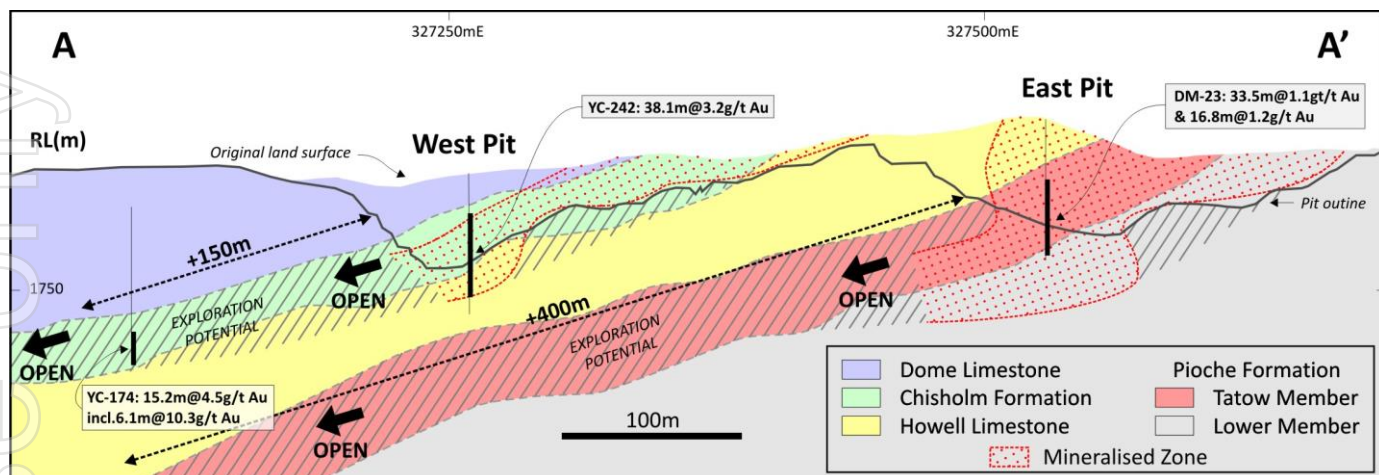 327250mE
327500mE
A
A’
YC-242: 38.1m@3.2g/t Au
East Pit
DM-23: 33.5m@1.1gt/t Au
& 16.8m@1.2g/t Au
RL(m)
Original land surface
West Pit
Pit outine
+150m
1750
OPEN
OPEN
EXPLORATION
POTENTIAL
+400m
OPEN
EXPLORATION
POTENTIAL
OPEN
YC-174: 15.2m@4.5g/t Au
incl.6.1m@10.3g/t Au
OPEN
100m
Dome Limestone
Chisholm Formation
Howell Limestone
Pioche Formation
Tatow Member
Lower Member
Mineralised Zone